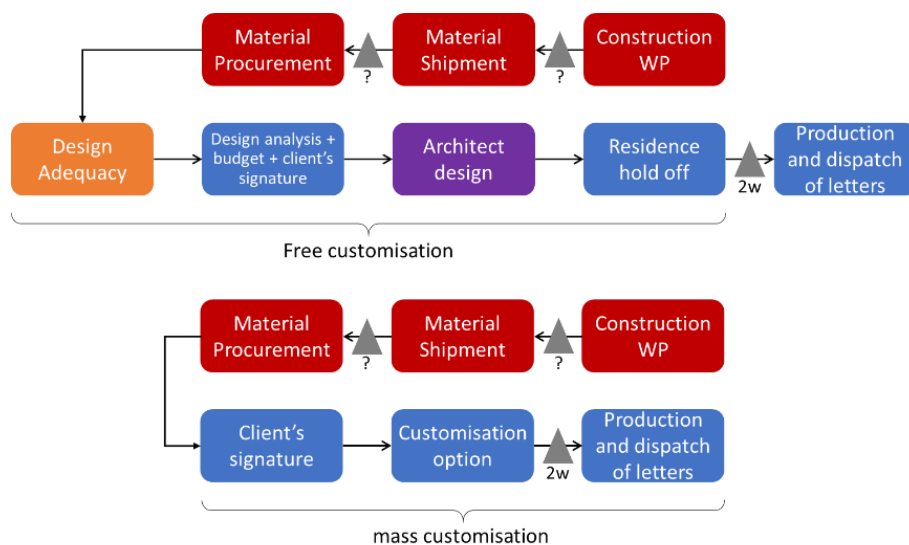 Material
Procurement
Material
Shipment
Construction
WP
?
?
Design
Adequacy
Design analysis +
budget + client's
signature
Architect
design
Residence
hold off
Production
and dispatch
of letters
2w
Free customisation
Material
Procurement
Material
Shipment
Construction
WP
?
?
Client's
signature
Customisation
option
Production
and dispatch
of letters
2w
mass customisation